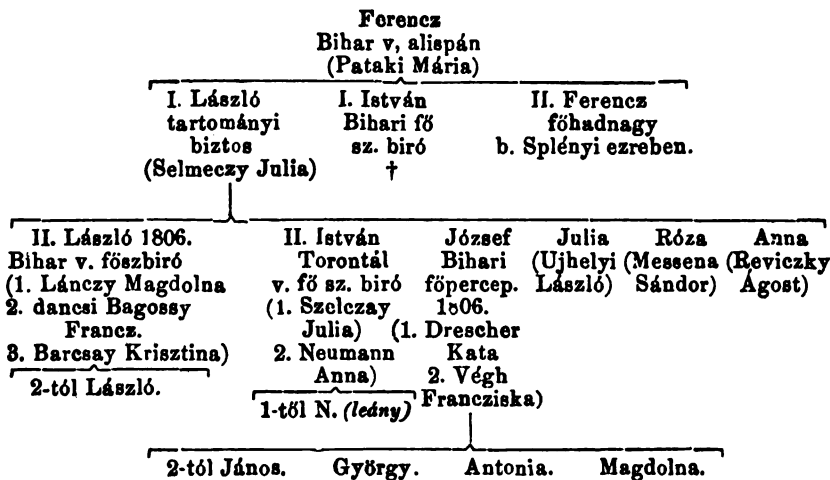 Ferencz
Bihar v, alispán
(Pataki Mária)
I. László
tartományi
biztos
(Selmeczy Julia)
I. István
Bihari fő
sz. biró
†
II. Ferencz
főhadnagy
b. Splényi ezreben.
II. László 1806.
Bihar v. főszbiró
(1. Lánczy Magdolna
2. dancsi Bagossy
Francz.
3. Barcsay Krisztina)
2-tól László.
II. István
Torontál
v. fő sz. biró
(1. Szelczay
Julia)
2. Neumann
Anna)
1-től N. (leány)
József
Bihari
főpercep.
1806.
(1. Drescher
Kata
2. Végh
Francziska)
Julia
(Ujhelyi
László)
Róza
(Messena
Sándor)
Anna
(Reviczky
Ágost)
2-tól János. György. Antonia. Magdolna.